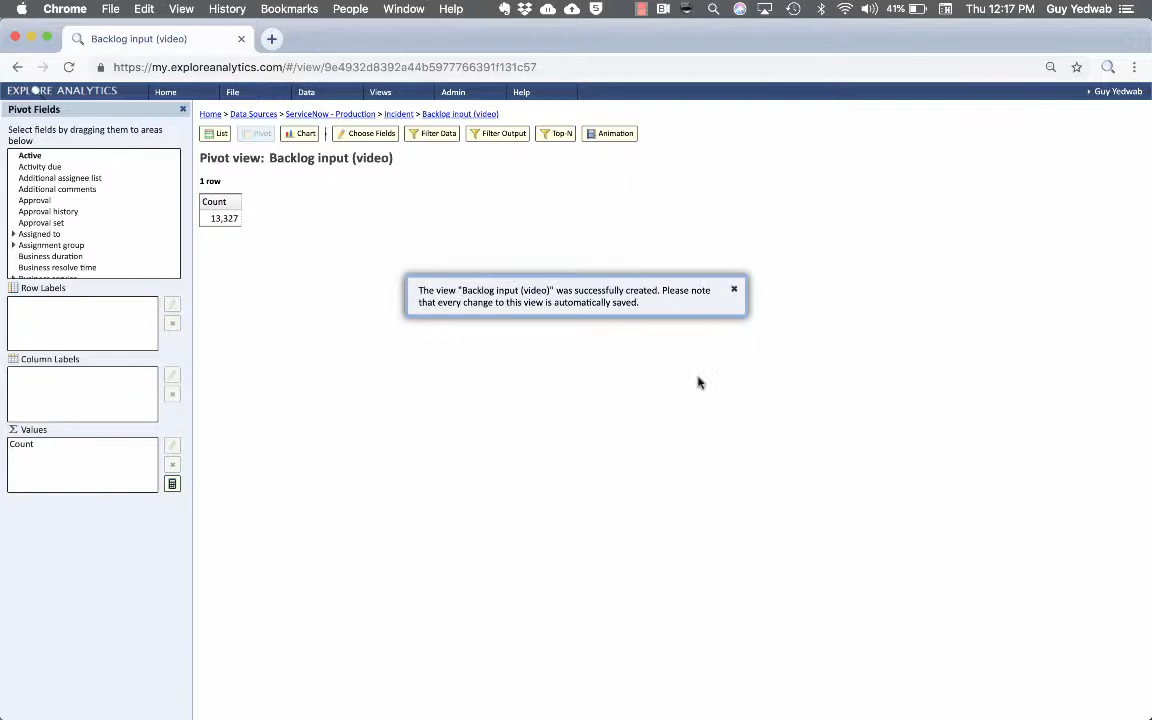 Chrome File Edit View History Bookmarks People Window Help 41% Thu 12:17 PM Guy Yedwab
Backlog input (video)
https://my.exploreanalytics.com/#/view/9e4932d8392a44b5977766391f131c57
EXPLORE ANALYTICS Home File Data Views Admin Help Guy Yedwab
Pivot Fields
Home > Data Sources > ServiceNow - Production > Incident > Backlog input (video)
Select fields by dragging them to areas
below
List Pivot Chart Choose Fields Filter Data Filter Output Top-N Animation
Pivot view: Backlog input (video)
1 row
Count
13,327
Active
Activity due
Additional assignee list
Additional comments
Approval
Approval history
Approval set
Assigned to
Assignment group
Business duration
Business resolve time
Business service
Row Labels
Column Labels
Σ Values
Count
The view "Backlog input (video)" was successfully created. Please note
that every change to this view is automatically saved.